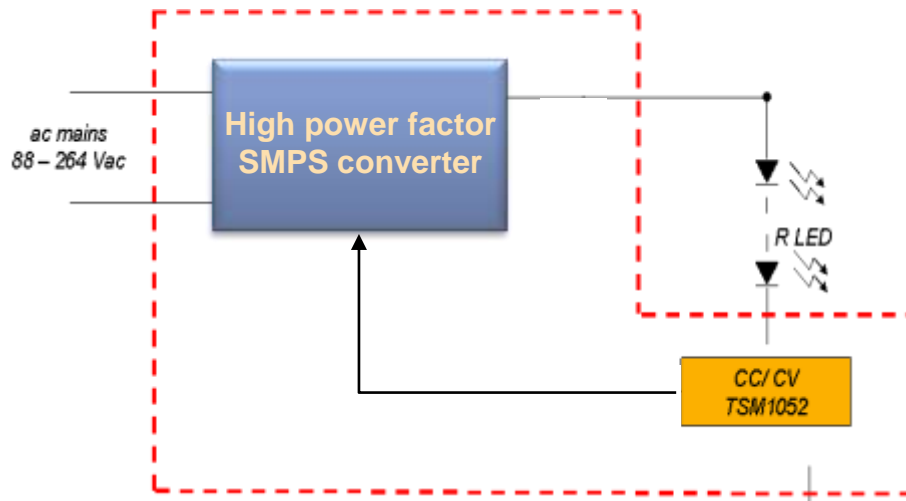 High power factor
SMPS converter
ac mains
88 – 264 Vac
R LED
CC/ CV
TSM1052